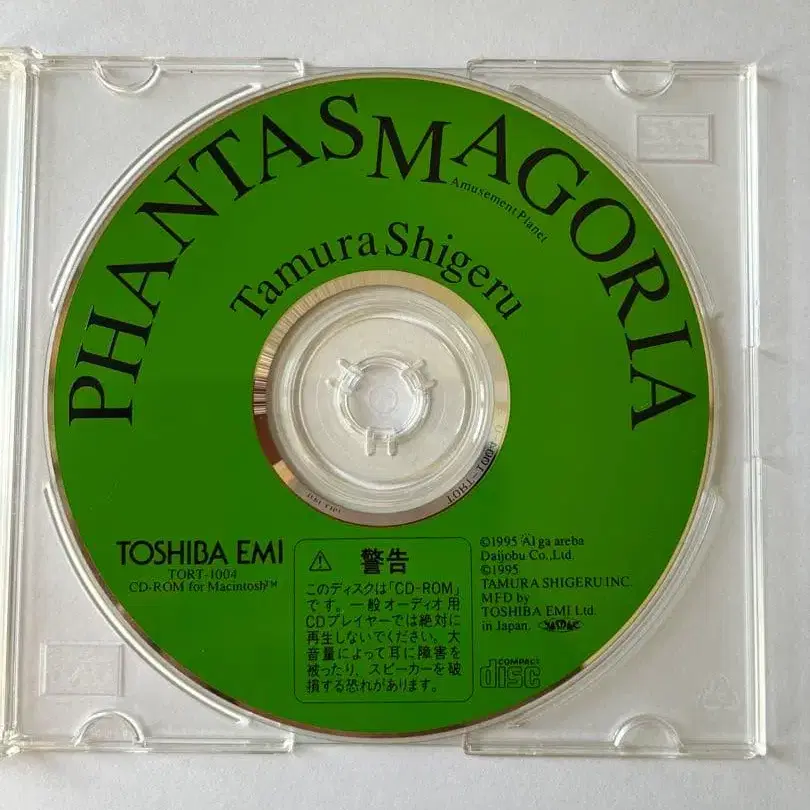 PHANTASMAGORIA
Amusement Planet
Tamura Shigeru
TORT-1004
TOSHIBA EMI
TORT-1004
CD-ROM for Macintosh™
⚠ 警告
このディスクは「CD-ROM」
です。一般オーディオ用
CDプレイヤーでは絶対に
再生しないでください。大
音量によって耳に障害を
被ったり、スピーカーを破
損する恐れがあります。
©1995 AI ga areba
Daijobu Co.,Ltd.
©1995
TAMURA SHIGERU INC.
MFD by
TOSHIBA EMI Ltd.
in Japan.
COMPACT
disc